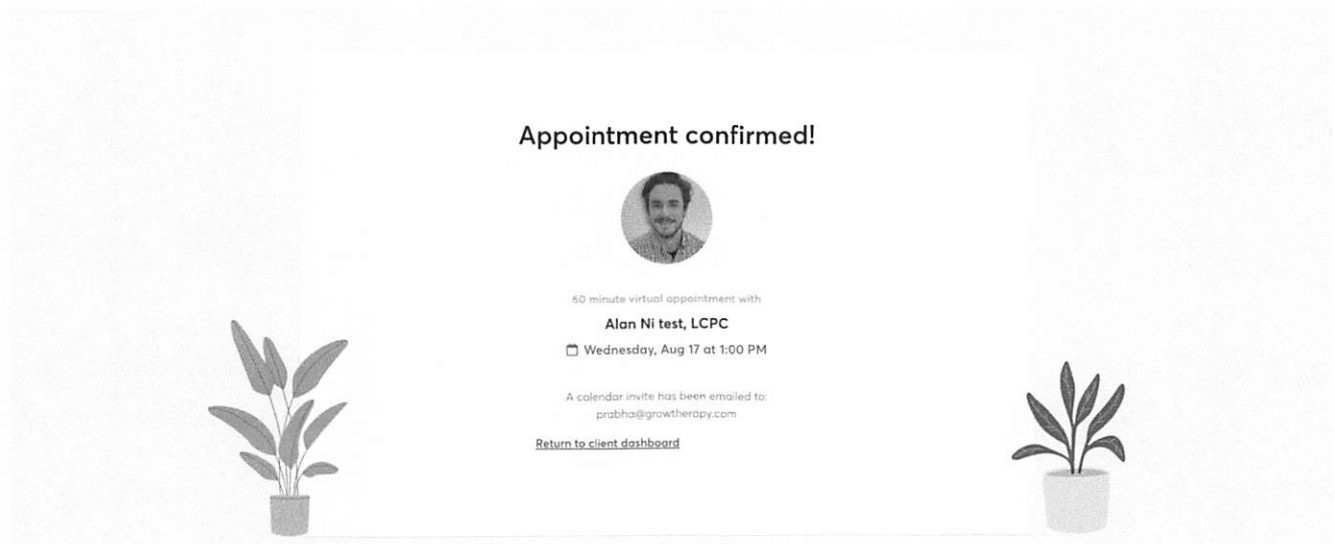 Appointment confirmed!
60 minute virtual appointment with
Alan Ni test, LCPC
Wednesday, Aug 17 at 1:00 PM
A calendar invite has been emailed to:
prabha@growtherapy.com
Return to client dashboard